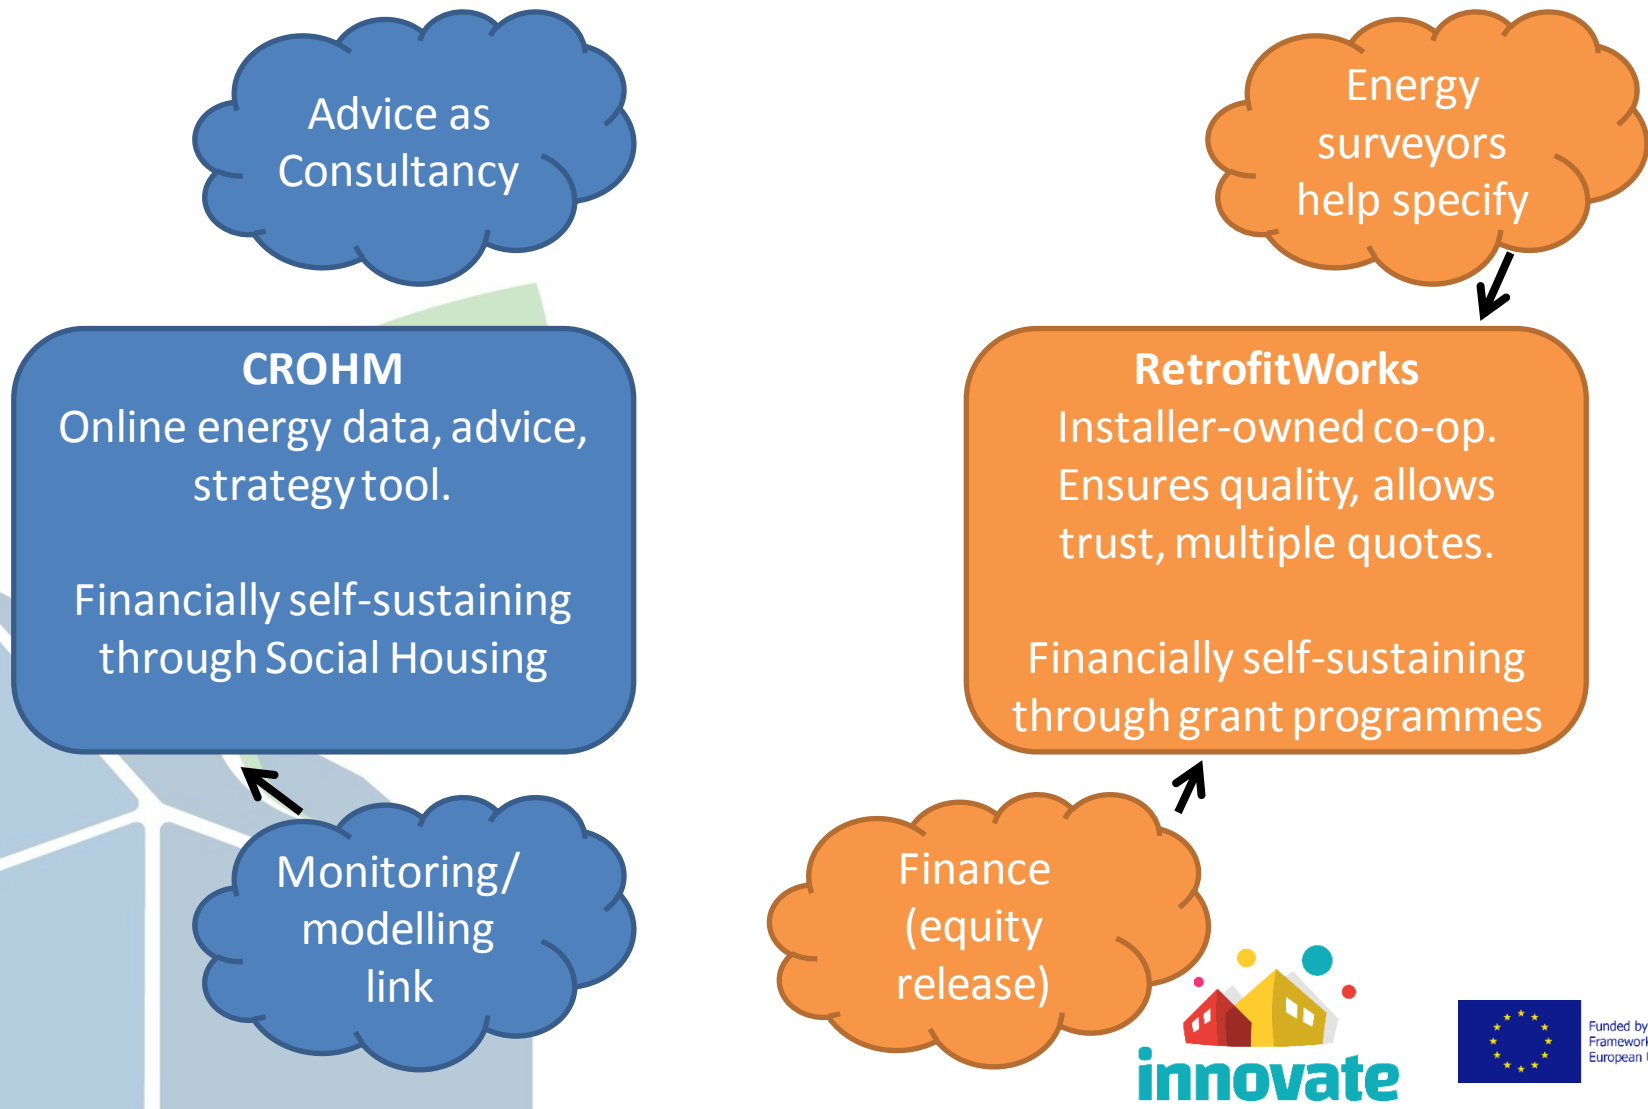 Advice as
Consultancy
Energy
surveyors
help specify
CROHM
Online energy data, advice,
strategy tool.
Financially self-sustaining
through Social Housing
RetrofitWorks
Installer-owned co-op.
Ensures quality, allows
trust, multiple quotes.
Financially self-sustaining
through grant programmes
Monitoring/
modelling
link
Finance
(equity
release)
innovate
Funded by
Framework
European